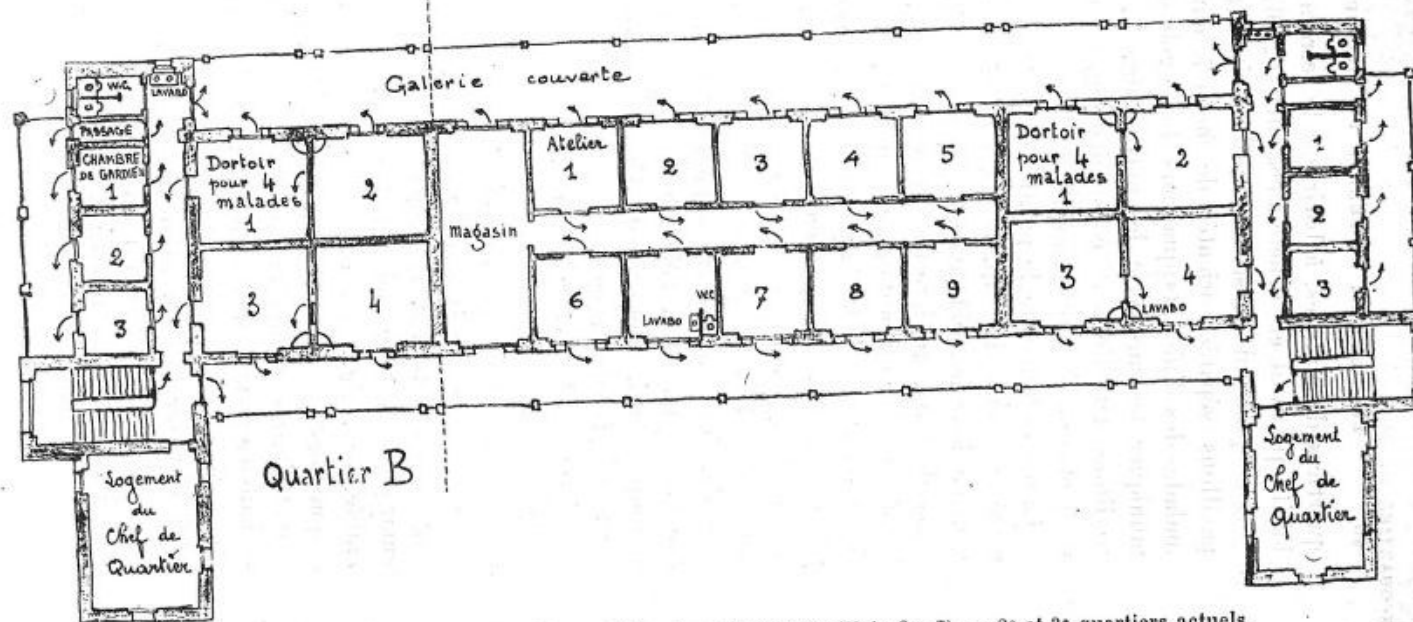 Galerie couverte
W.C.
LAVABO
PASSAGE
CHAMBRE
DE GARDIEN
1
2
3
Dortoir
pour 4
malades
1
2
3
4
Magasin
Atelier
1
2
3
4
5
6
LAVABO
W.C
7
8
9
Dortoir
pour 4
malades
1
2
3
4
LAVABO
1
2
3
Quartier B
Logement
du
Chef de
Quartier
Logement
du
Chef de
Quartier
quartiers actuels